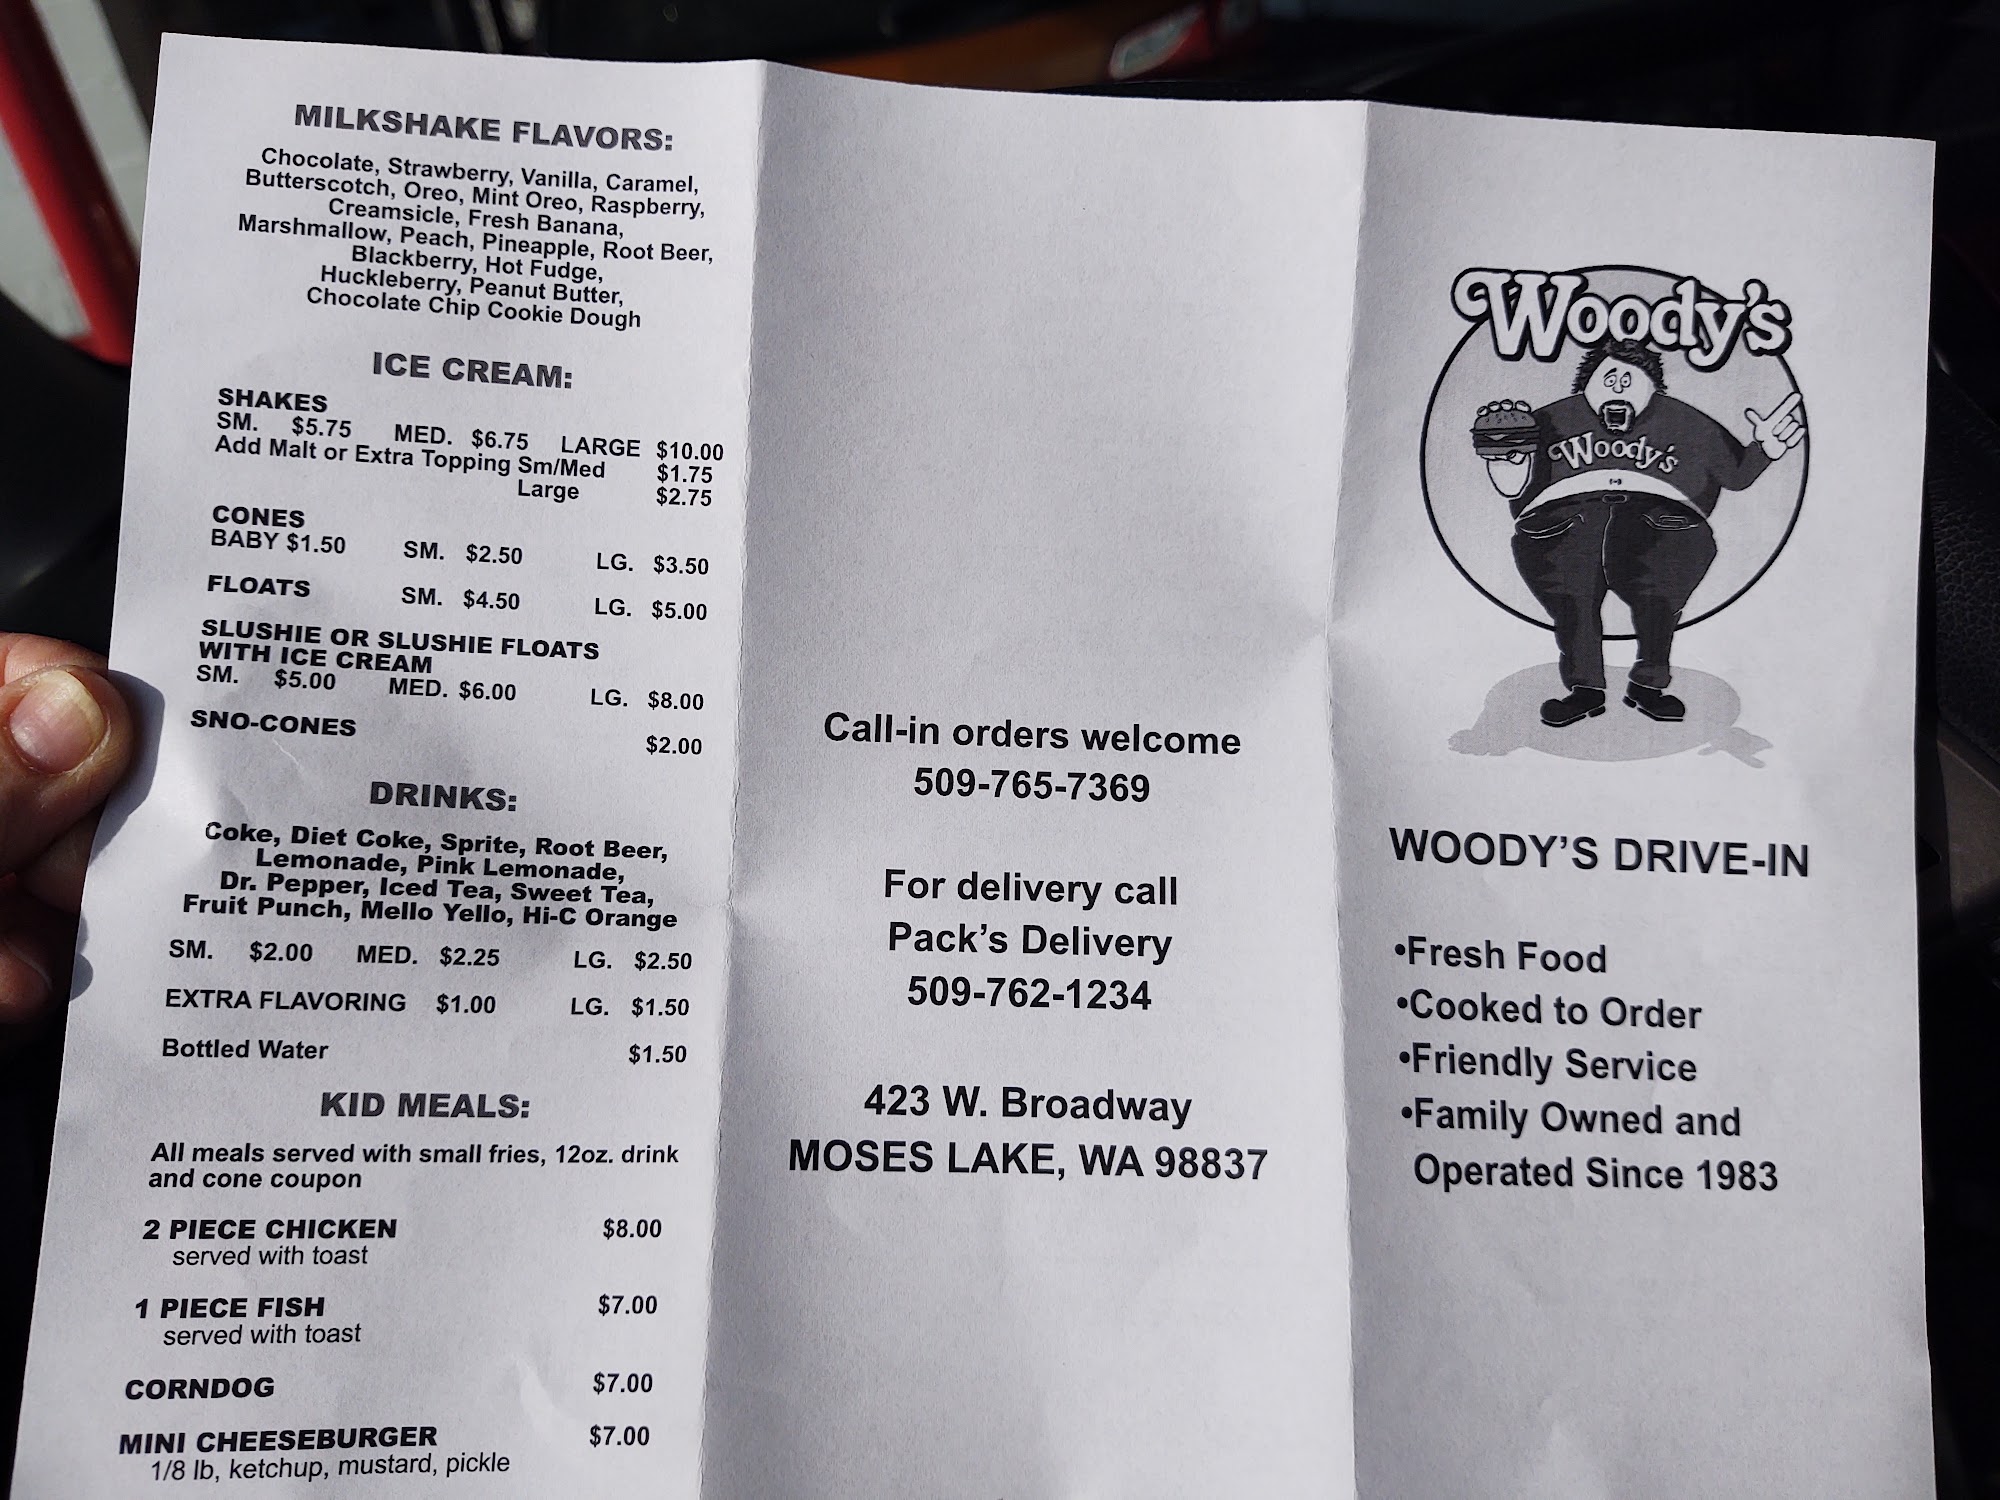 MILKSHAKE FLAVORS:
Chocolate, Strawberry, Vanilla, Caramel,
Butterscotch, Oreo, Mint Oreo, Raspberry,
Creamsicle, Fresh Banana,
Marshmallow, Peach, Pineapple, Root Beer,
Blackberry, Hot Fudge,
Huckleberry, Peanut Butter,
Chocolate Chip Cookie Dough
ICE CREAM:
SHAKES
SM. $5.75 MED. $6.75 LARGE $10.00
Add Malt or Extra Topping Sm/Med $1.75
Large $2.75
CONES
BABY $1.50 SM. $2.50 LG. $3.50
FLOATS SM. $4.50 LG. $5.00
SLUSHIE OR SLUSHIE FLOATS
WITH ICE CREAM
SM. $5.00 MED. $6.00 LG. $8.00
SNO-CONES $2.00
DRINKS:
Coke, Diet Coke, Sprite, Root Beer,
Lemonade, Pink Lemonade,
Dr. Pepper, Iced Tea, Sweet Tea,
Fruit Punch, Mello Yello, Hi-C Orange
SM. $2.00 MED. $2.25 LG. $2.50
EXTRA FLAVORING $1.00 LG. $1.50
Bottled Water $1.50
KID MEALS:
All meals served with small fries, 12oz. drink
and cone coupon
2 PIECE CHICKEN $8.00
served with toast
1 PIECE FISH $7.00
served with toast
CORNDOG $7.00
MINI CHEESEBURGER $7.00
1/8 lb, ketchup, mustard, pickle
Call-in orders welcome
509-765-7369
For delivery call
Pack's Delivery
509-762-1234
423 W. Broadway
MOSES LAKE, WA 98837
Woody's
Woody's
WOODY'S DRIVE-IN
•Fresh Food
•Cooked to Order
•Friendly Service
•Family Owned and
Operated Since 1983